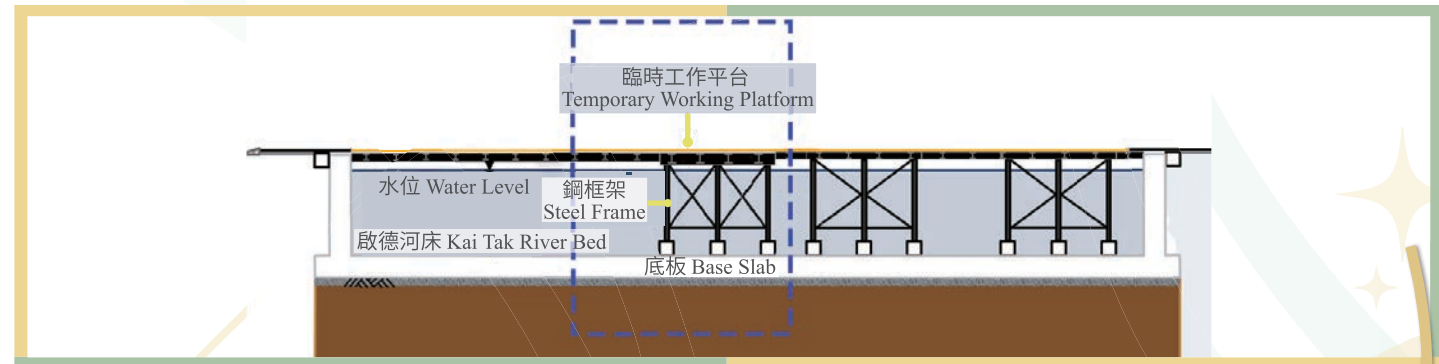 臨時工作平台
Temporary Working Platform
水位 Water Level
鋼框架
Steel Frame
啟德河床 Kai Tak River Bed
底板 Base Slab